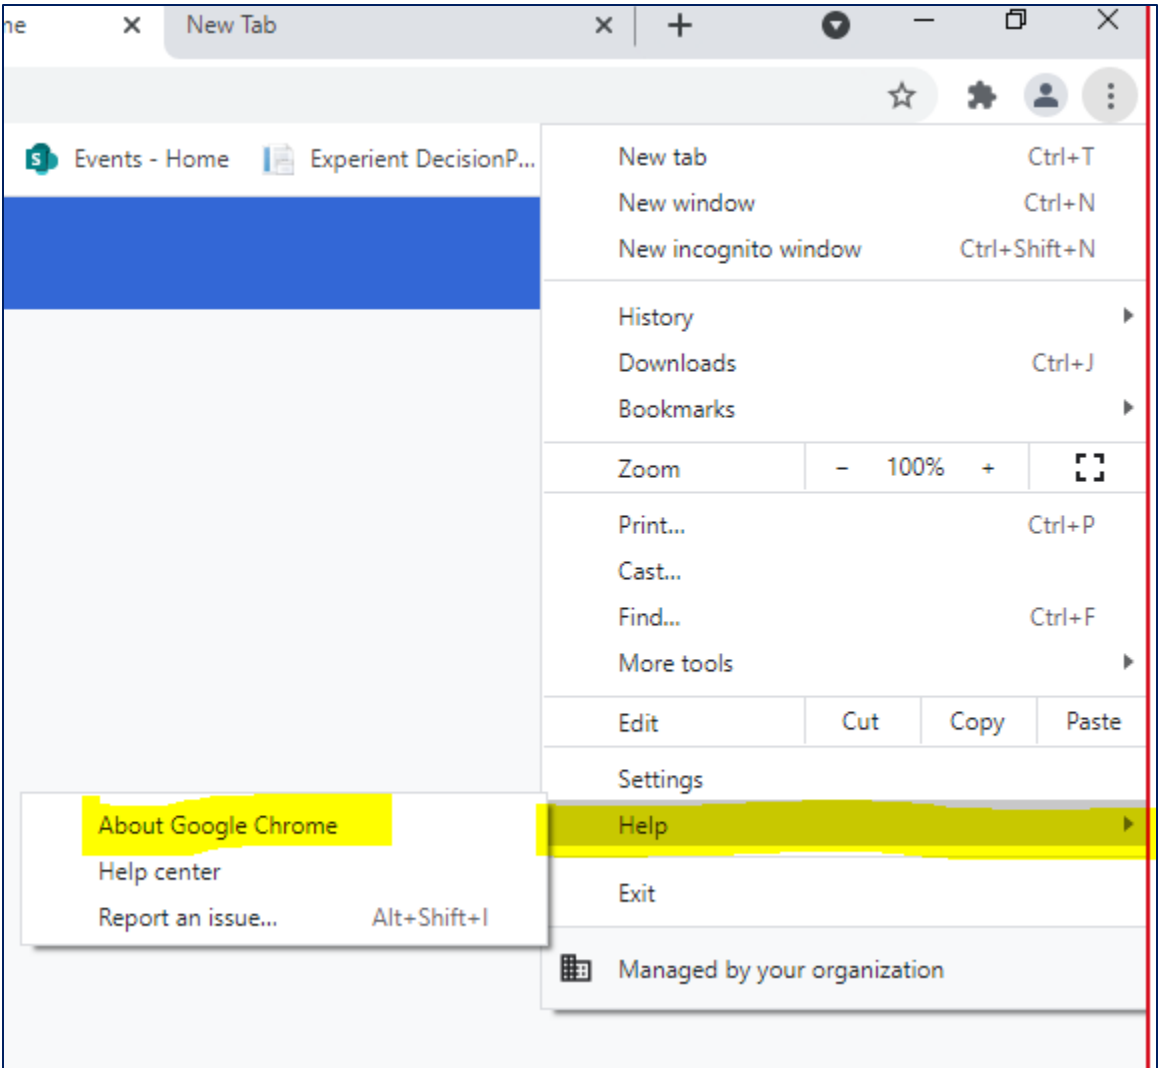 ne New Tab
S Events - Home Experient DecisionP...
New tab Ctrl+T
New window Ctrl+N
New incognito window Ctrl+Shift+N
History
Downloads Ctrl+J
Bookmarks
Zoom - 100% +
Print... Ctrl+P
Cast...
Find... Ctrl+F
More tools
Edit Cut Copy Paste
Settings
Help
About Google Chrome
Help center
Report an issue... Alt+Shift+I
Exit
Managed by your organization